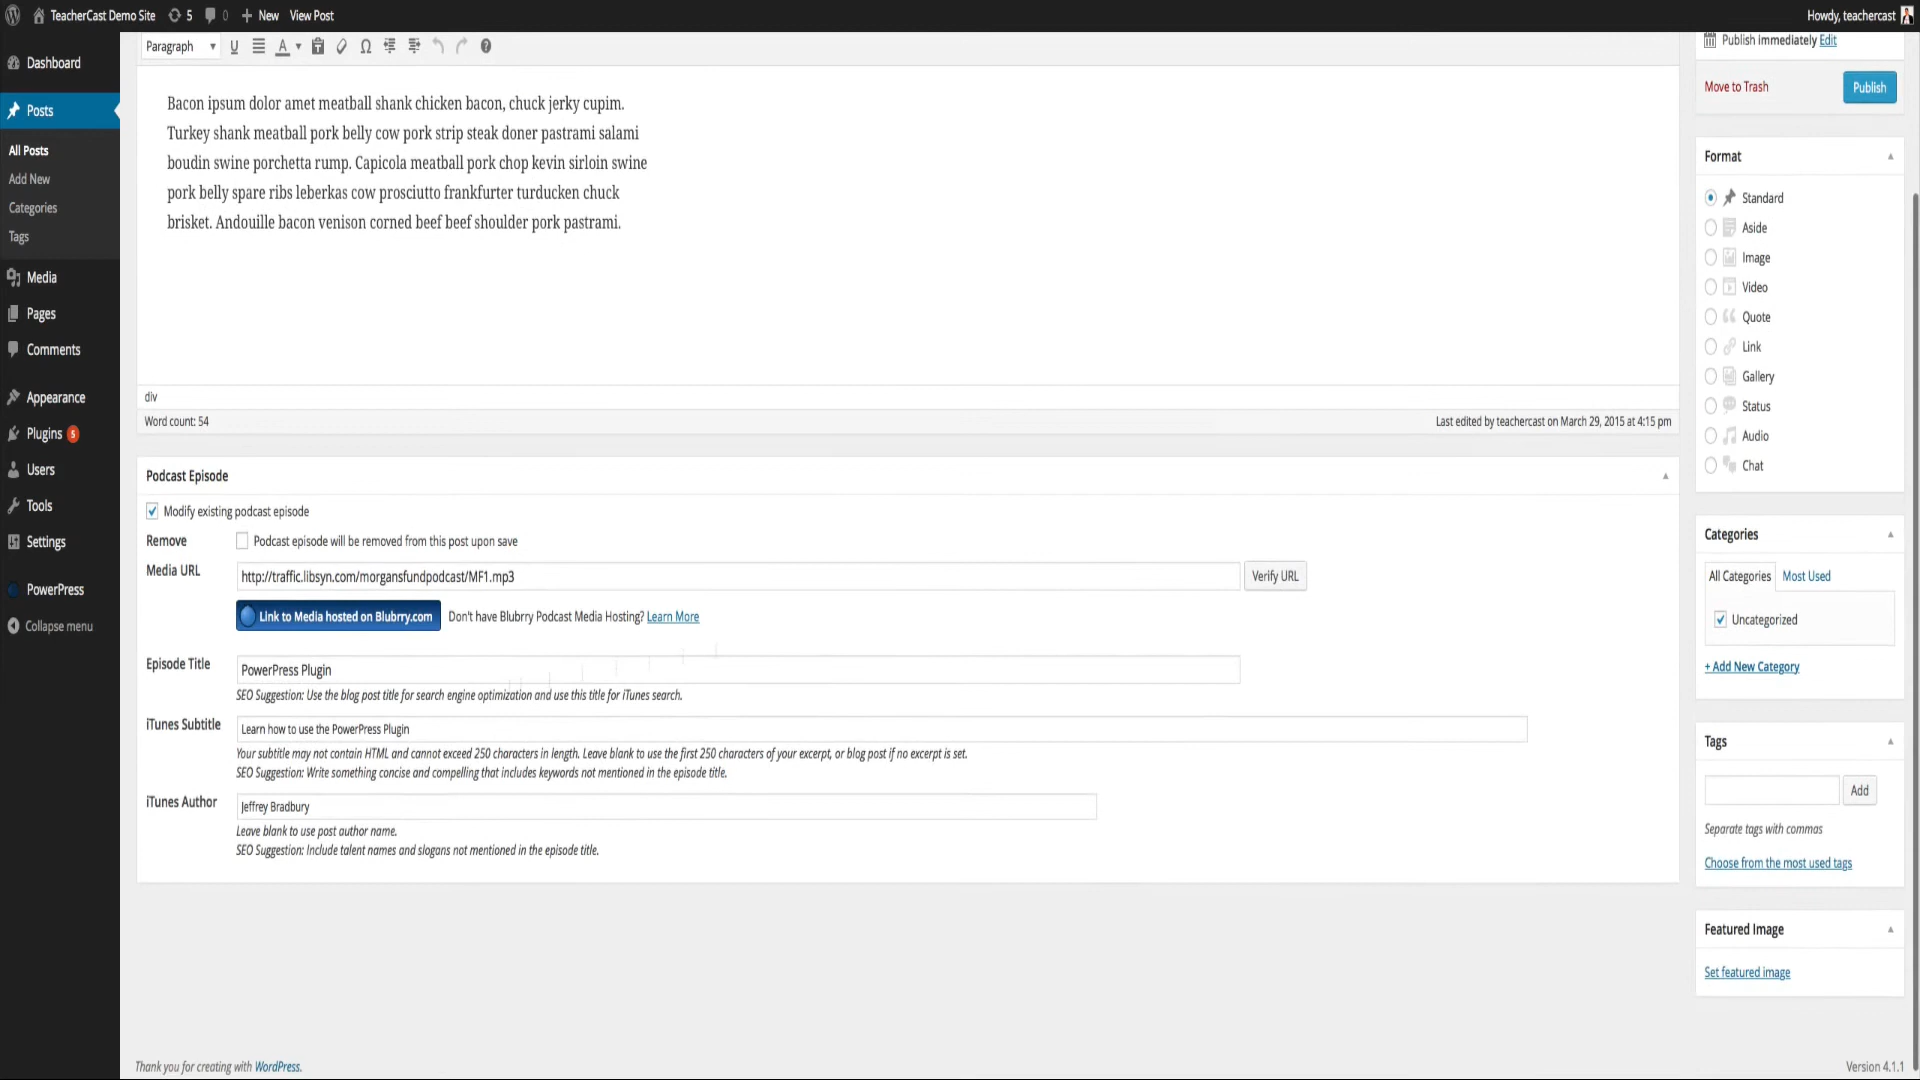 TeacherCast Demo Site 5 0 New View Post Howdy, teachercast
Dashboard
Posts
All Posts
Add New
Categories
Tags
Media
Pages
Comments
Appearance
Plugins 5
Users
Tools
Settings
PowerPress
Collapse menu
Paragraph
Bacon ipsum dolor amet meatball shank chicken bacon, chuck jerky cupim.
Turkey shank meatball pork belly cow pork strip steak doner pastrami salami
boudin swine porchetta rump. Capicola meatball pork chop kevin sirloin swine
pork belly spare ribs leberkas cow prosciutto frankfurter turducken chuck
brisket. Andouille bacon venison corned beef beef shoulder pork pastrami.
div
Word count: 54 Last edited by teachercast on March 29, 2015 at 4:15 pm
Podcast Episode
Modify existing podcast episode
Remove Podcast episode will be removed from this post upon save
Media URL http://traffic.libsyn.com/morgansfundpodcast/MF1.mp3 Verify URL
Link to Media hosted on Blubrry.com Don't have Blubrry Podcast Media Hosting? Learn More
Episode Title PowerPress Plugin
SEO Suggestion: Use the blog post title for search engine optimization and use this title for iTunes search.
iTunes Subtitle Learn how to use the PowerPress Plugin
Your subtitle may not contain HTML and cannot exceed 250 characters in length. Leave blank to use the first 250 characters of your excerpt, or blog post if no excerpt is set.
SEO Suggestion: Write something concise and compelling that includes keywords not mentioned in the episode title.
iTunes Author Jeffrey Bradbury
Leave blank to use post author name.
SEO Suggestion: Include talent names and slogans not mentioned in the episode title.
Publish immediately Edit
Move to Trash Publish
Format
Standard
Aside
Image
Video
Quote
Link
Gallery
Status
Audio
Chat
Categories
All Categories Most Used
Uncategorized
+ Add New Category
Tags
Add
Separate tags with commas
Choose from the most used tags
Featured Image
Set featured image
Thank you for creating with WordPress. Version 4.1.1